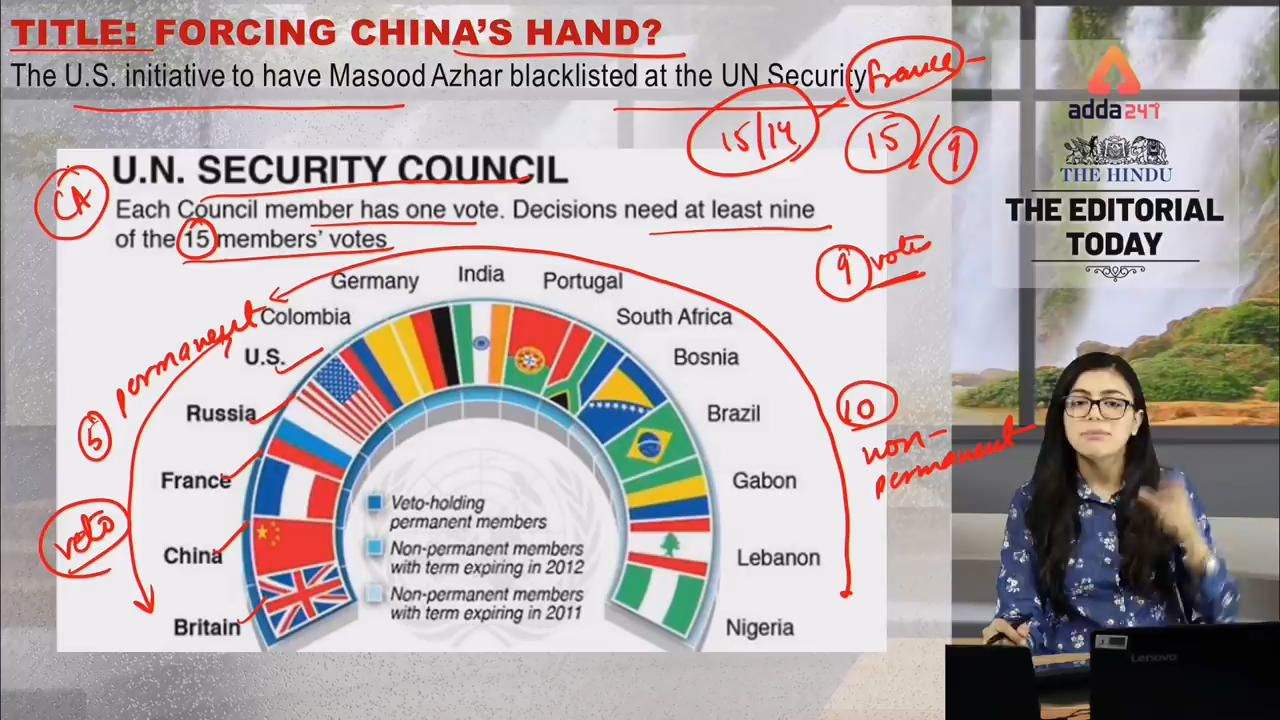 TITLE: FORCING CHINA'S HAND?
The U.S. initiative to have Masood Azhar blacklisted at the UN Security
france
15/14
15/9
adda247
THE HINDU
THE EDITORIAL
TODAY
CA
U.N. SECURITY COUNCIL
Each Council member has one vote. Decisions need at least nine
of the 15 members' votes
9 vote
Germany
India
Portugal
Colombia
South Africa
U.S.
Bosnia
Russia
Brazil
France
Gabon
China
Lebanon
Britain
Nigeria
5 permanent
veto
10
non-
permanent
Veto-holding
permanent members
Non-permanent members
with term expiring in 2012
Non-permanent members
with term expiring in 2011
Lenovo